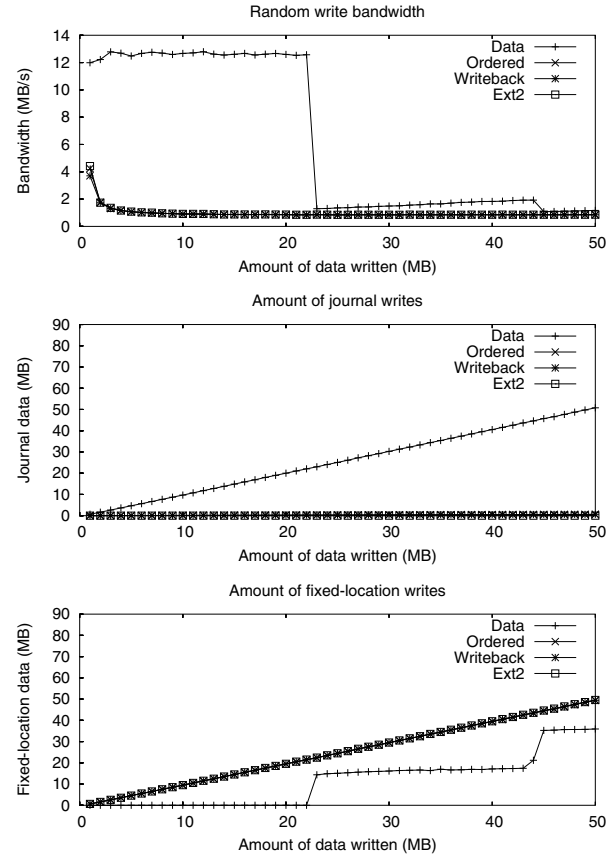 Random write bandwidth
14
12
10
8
6
4
2
0
Bandwidth (MB/s)
Data
Ordered
Writeback
Ext2
0 10 20 30 40 50
Amount of data written (MB)
Amount of journal writes
90
80
70
60
50
40
30
20
10
0
Journal data (MB)
Data
Ordered
Writeback
Ext2
0 10 20 30 40 50
Amount of data written (MB)
Amount of fixed-location writes
90
80
70
60
50
40
30
20
10
0
Fixed-location data (MB)
Data
Ordered
Writeback
Ext2
0 10 20 30 40 50
Amount of data written (MB)